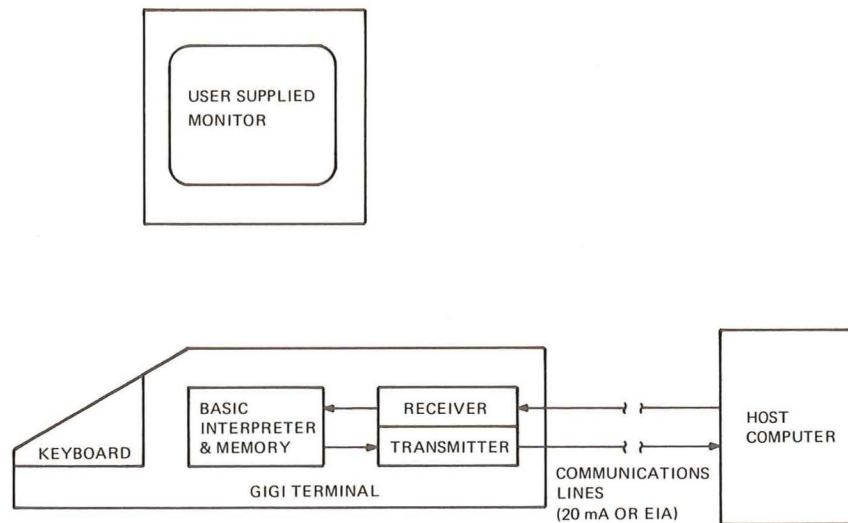 USER SUPPLIED
MONITOR
BASIC
INTERPRETER
& MEMORY
RECEIVER
TRANSMITTER
KEYBOARD
GIGI TERMINAL
COMMUNICATIONS
LINES
(20 mA OR EIA)
HOST
COMPUTER